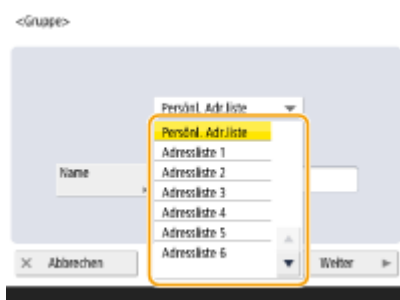 <Gruppe>
Persönl. Adr.liste
Persönl. Adr.liste
Adressliste 1
Adressliste 2
Name
Adressliste 3
Adressliste 4
Adressliste 5
Adressliste 6
Abbrechen
Weiter